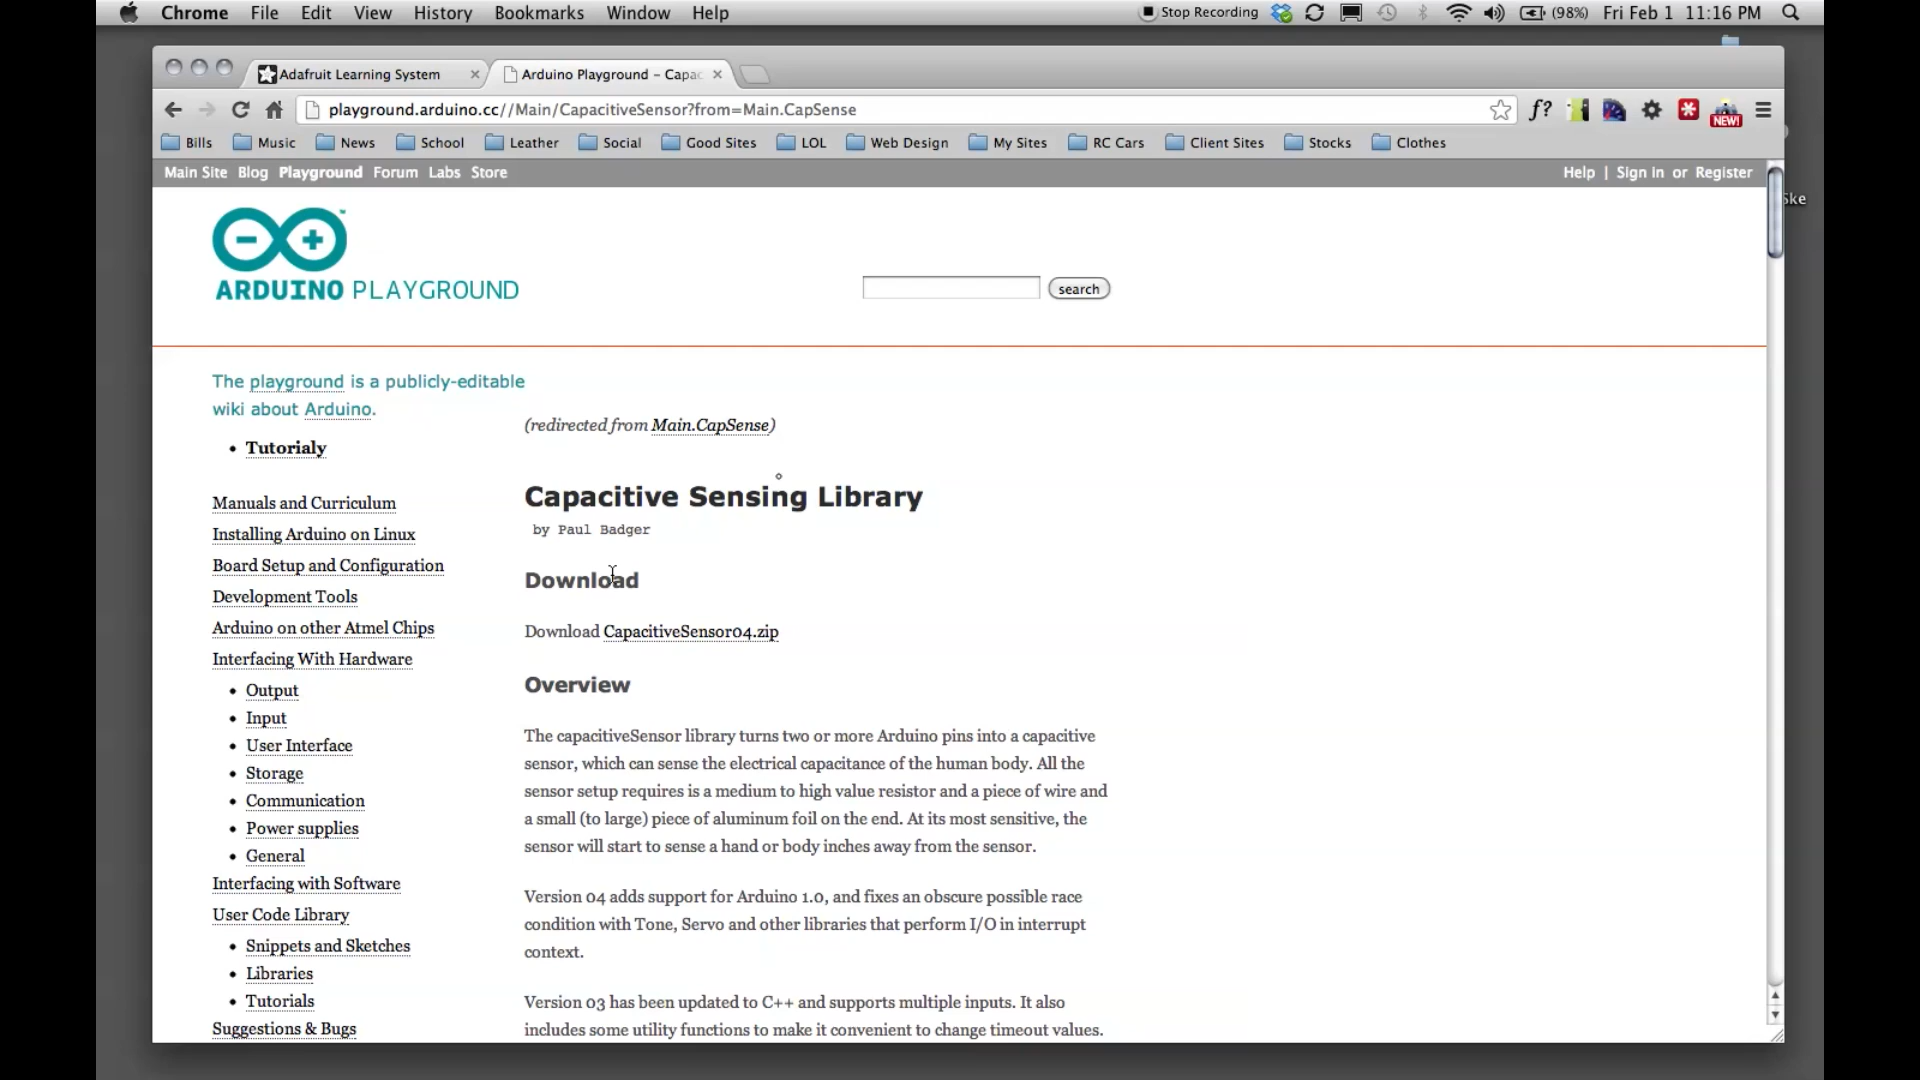 Chrome File Edit View History Bookmarks Window Help Stop Recording (98%) Fri Feb 1 11:16 PM
Adafruit Learning System Arduino Playground – Capac
playground.arduino.cc//Main/CapacitiveSensor?from=Main.CapSense f? NEW!
Bills Music News School Leather Social Good Sites LOL Web Design My Sites RC Cars Client Sites Stocks Clothes
Main Site Blog Playground Forum Labs Store Help | Sign in or Register
Ske
ARDUINO PLAYGROUND
search
The playground is a publicly-editable
wiki about Arduino.
• Tutorialy
Manuals and Curriculum
Installing Arduino on Linux
Board Setup and Configuration
Development Tools
Arduino on other Atmel Chips
Interfacing With Hardware
• Output
• Input
• User Interface
• Storage
• Communication
• Power supplies
• General
Interfacing with Software
User Code Library
• Snippets and Sketches
• Libraries
• Tutorials
Suggestions & Bugs
(redirected from Main.CapSense)
Capacitive Sensing Library
by Paul Badger
Download
Download CapacitiveSensor04.zip
Overview
The capacitiveSensor library turns two or more Arduino pins into a capacitive
sensor, which can sense the electrical capacitance of the human body. All the
sensor setup requires is a medium to high value resistor and a piece of wire and
a small (to large) piece of aluminum foil on the end. At its most sensitive, the
sensor will start to sense a hand or body inches away from the sensor.
Version 04 adds support for Arduino 1.0, and fixes an obscure possible race
condition with Tone, Servo and other libraries that perform I/O in interrupt
context.
Version 03 has been updated to C++ and supports multiple inputs. It also
includes some utility functions to make it convenient to change timeout values.